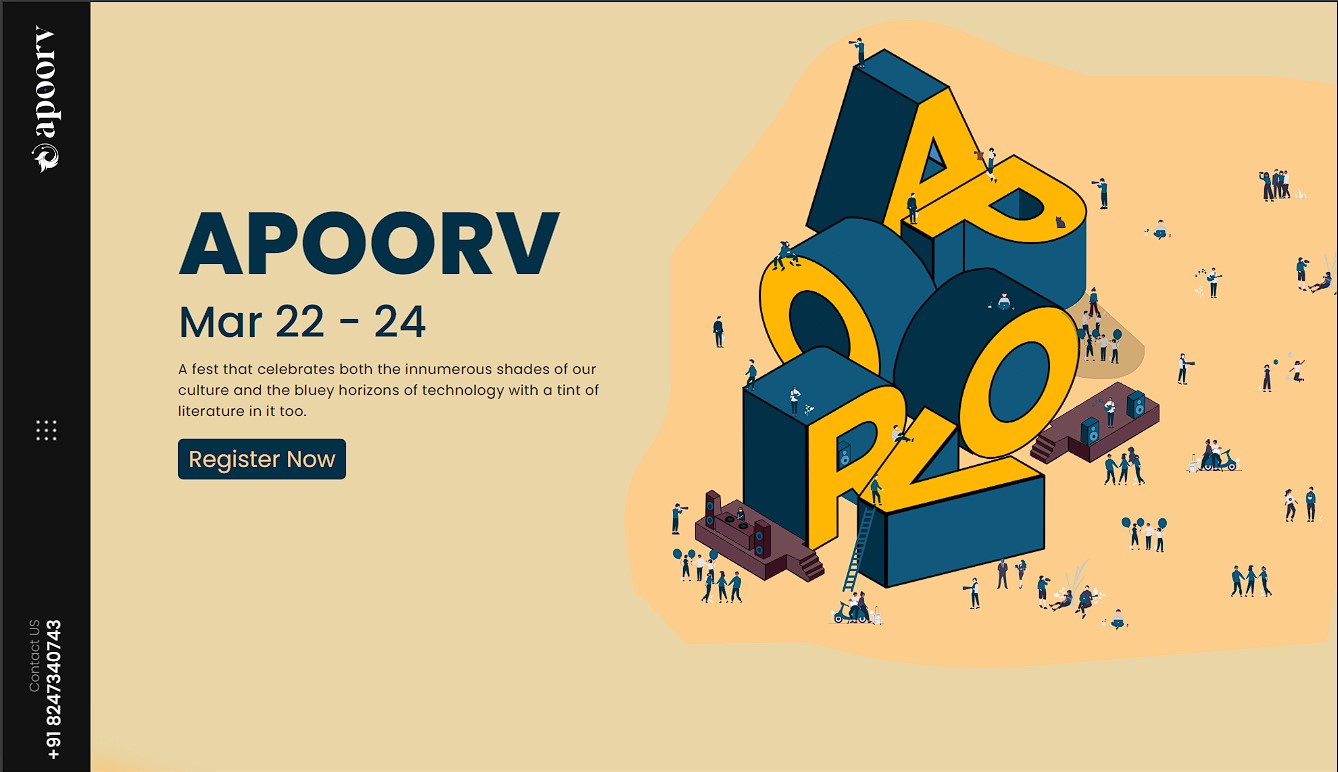 apoorv
APOORV
Mar 22 - 24
A fest that celebrates both the innumerous shades of our
culture and the bluey horizons of technology with a tint of
literature in it too.
Register Now
Contact US
+91 8247340743
A
P
O
O
R
V